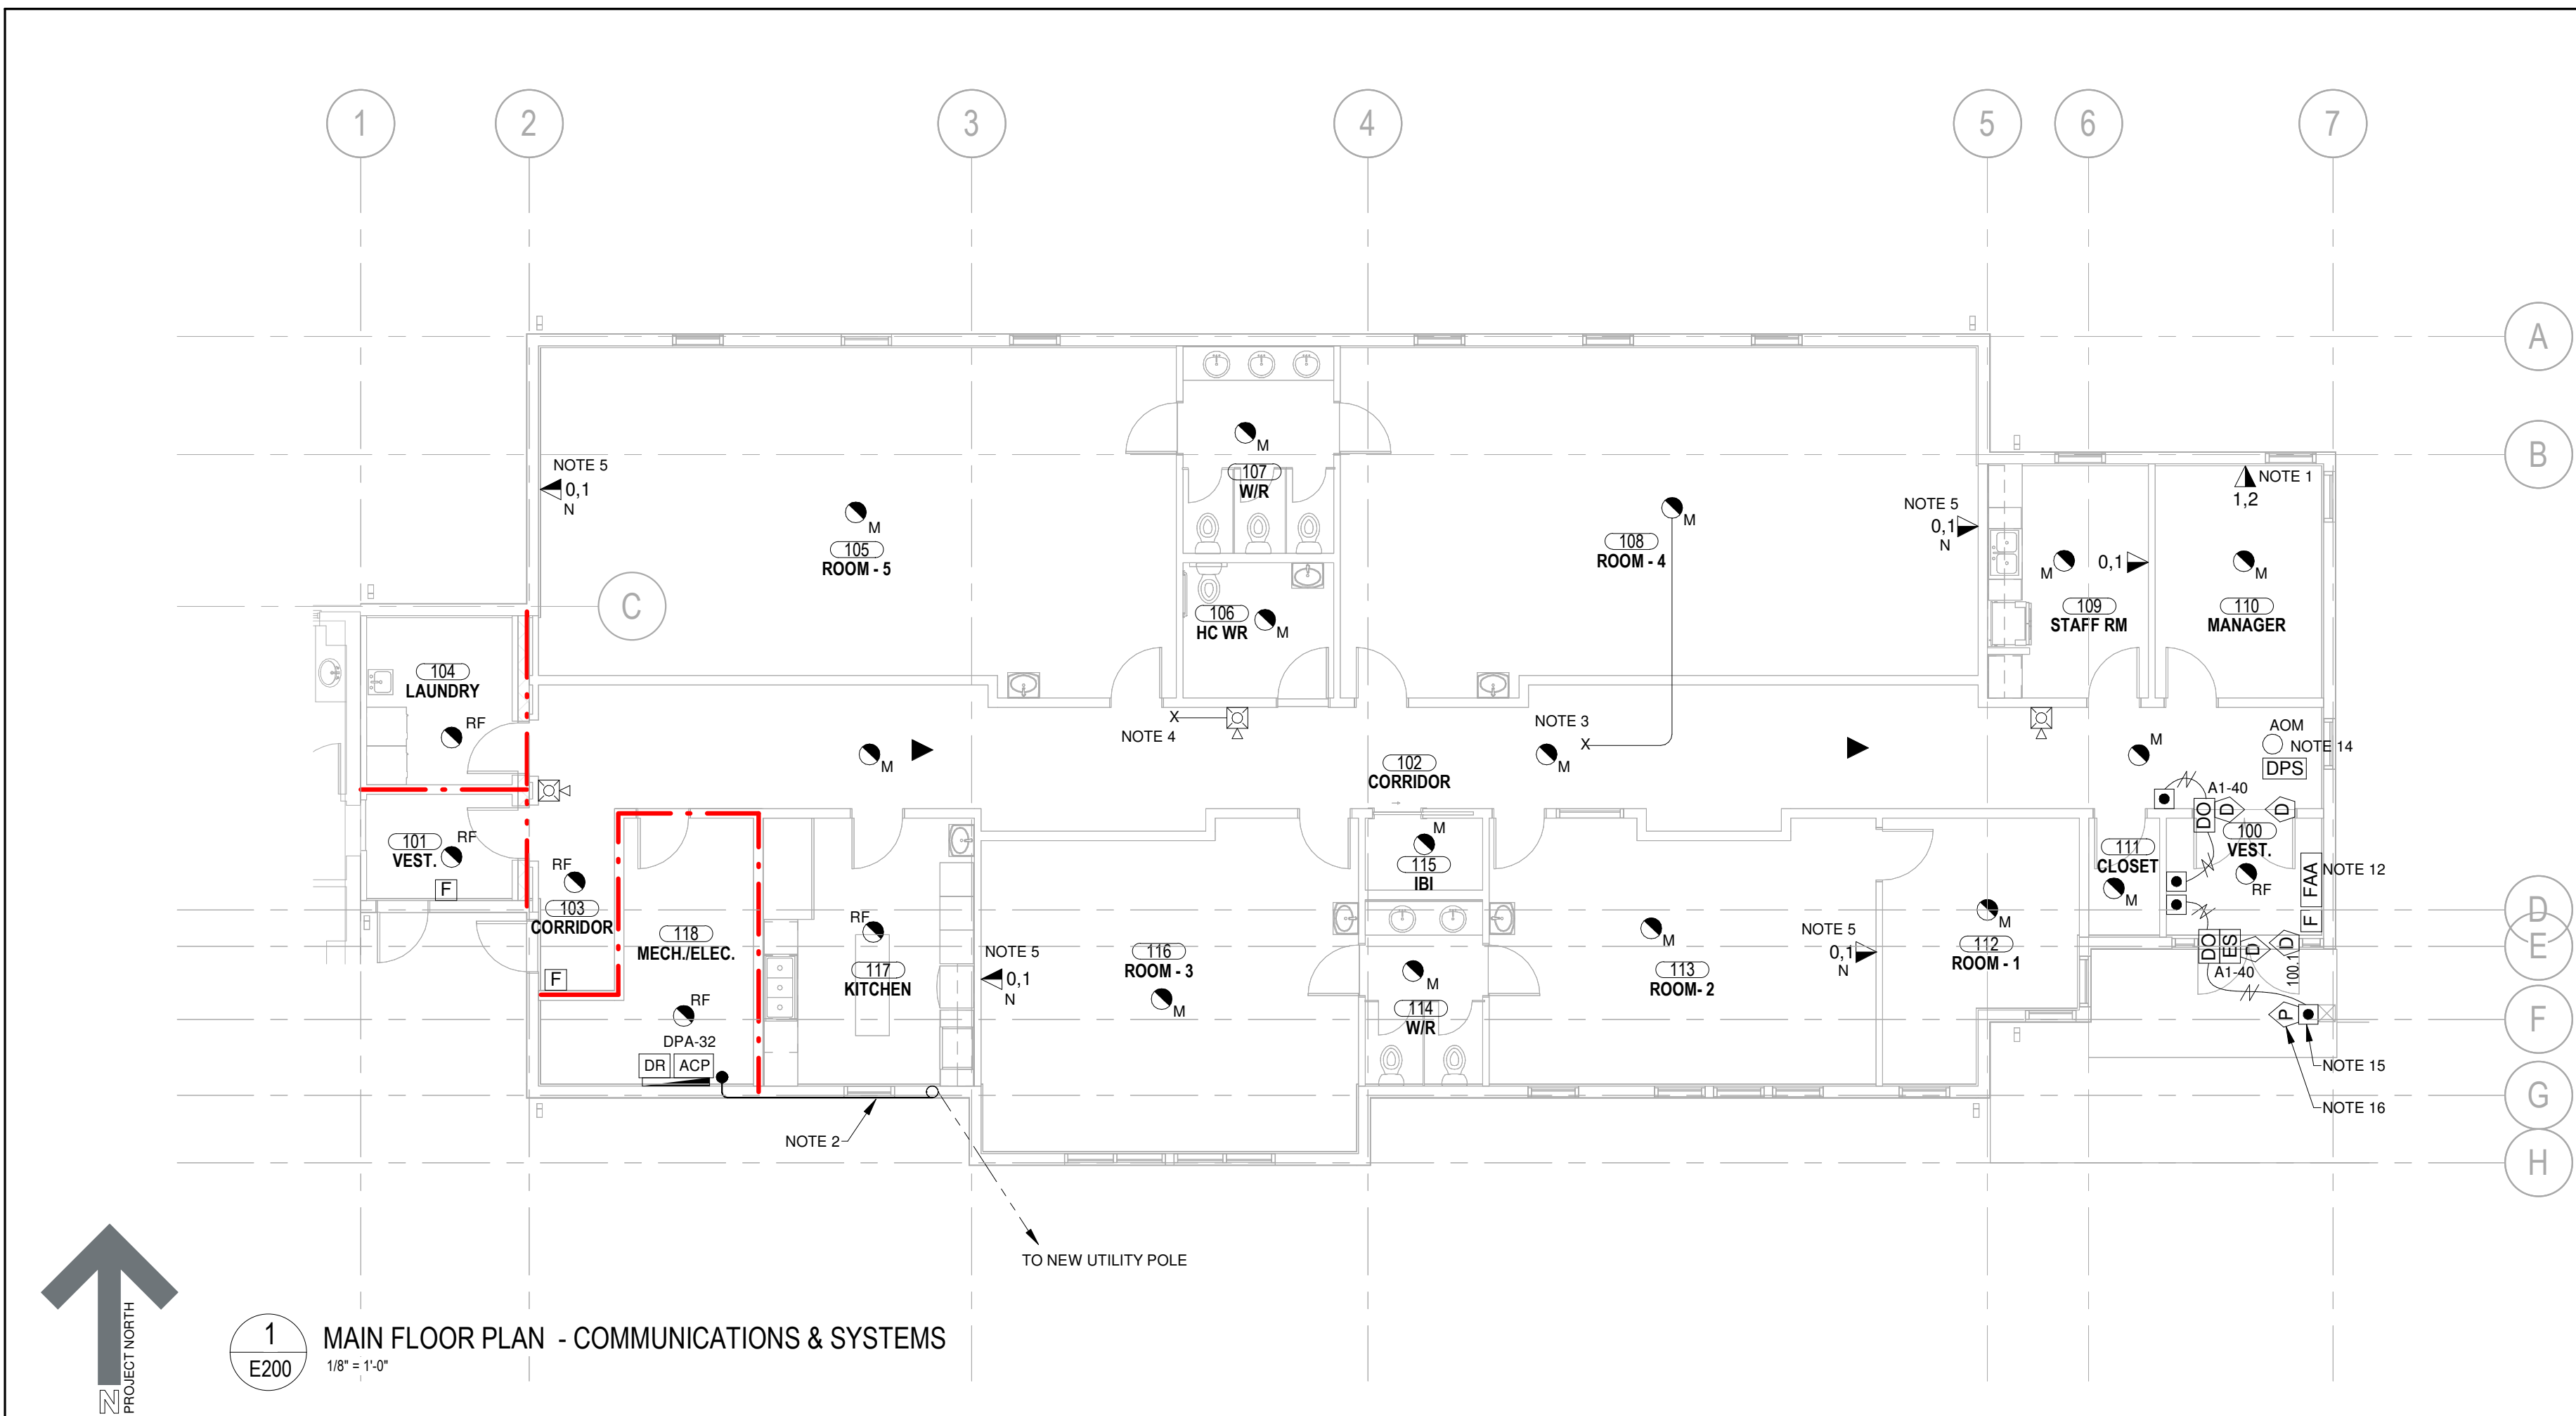 1
2
3
4
5
6
7
A
B
C
D
E
F
G
H
NOTE 5
0,1
N
M
105
ROOM - 5
M
107
W/R
106
HC WR
M
M
108
ROOM - 4
NOTE 5
0,1
N
M
0,1
109
STAFF RM
NOTE 1
1,2
M
110
MANAGER
104
LAUNDRY
RF
101
VEST.
RF
F
RF
103
CORRIDOR
F
118
MECH./ELEC.
RF
DPA-32
DR
ACP
M
X
NOTE 4
NOTE 3
X
M
102
CORRIDOR
M
AOM
NOTE 14
DPS
A1-40
DO
D
D
100
VEST.
RF
FAA
NOTE 12
F
111
CLOSET
M
DO
ES
D
D
A1-40
100.1
P
NOTE 15
NOTE 16
RF
117
KITCHEN
NOTE 5
0,1
N
116
ROOM - 3
M
M
115
IBI
M
114
W/R
M
113
ROOM- 2
NOTE 5
0,1
N
M
112
ROOM - 1
NOTE 2
TO NEW UTILITY POLE
N
PROJECT NORTH
1
E200
MAIN FLOOR PLAN - COMMUNICATIONS & SYSTEMS
1/8" = 1'-0"